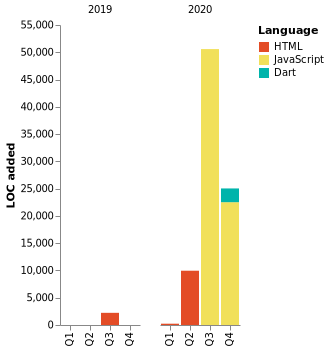 2019 2020
Language
HTML
JavaScript
Dart
LOC added
55,000
50,000
45,000
40,000
35,000
30,000
25,000
20,000
15,000
10,000
5,000
0
Q1 Q2 Q3 Q4 Q1 Q2 Q3 Q4